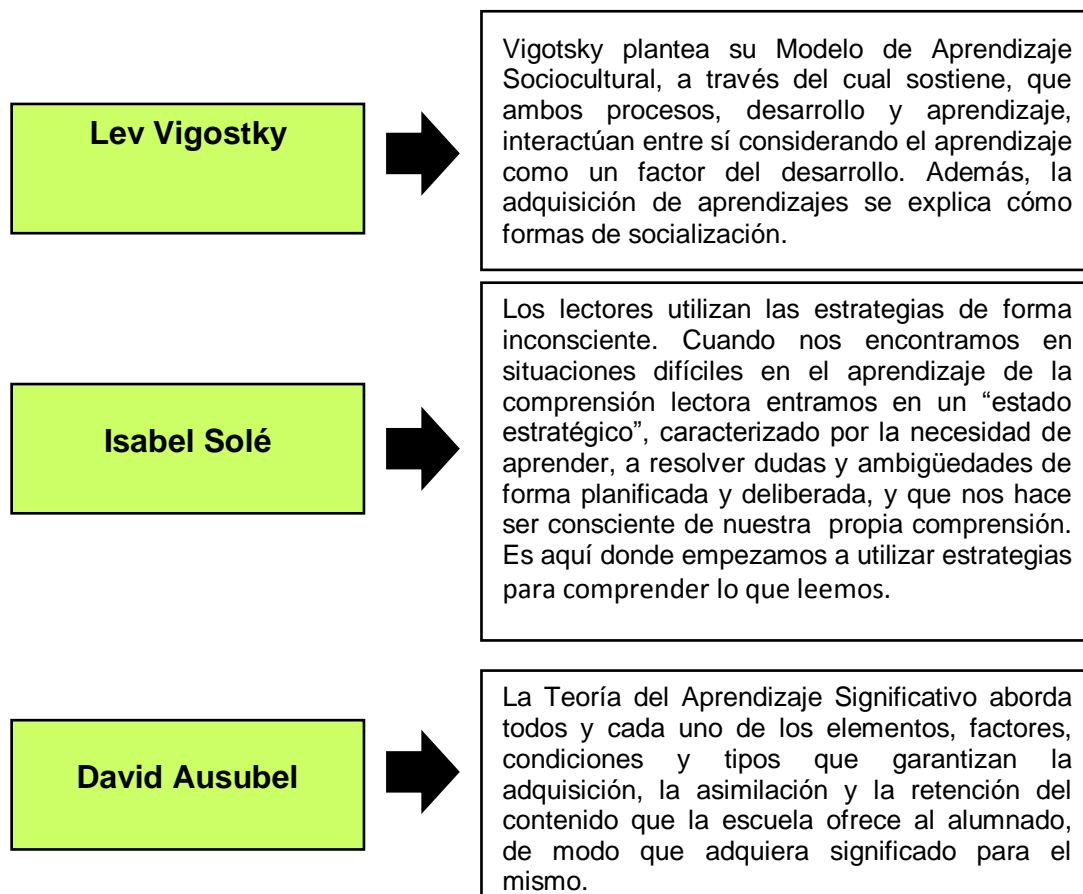 Lev Vigostky
Vigotsky plantea su Modelo de Aprendizaje
Sociocultural, a través del cual sostiene, que
ambos procesos, desarrollo y aprendizaje,
interactúan entre sí considerando el aprendizaje
como un factor del desarrollo. Además, la
adquisición de aprendizajes se explica cómo
formas de socialización.
Isabel Solé
Los lectores utilizan las estrategias de forma
inconsciente. Cuando nos encontramos en
situaciones difíciles en el aprendizaje de la
comprensión lectora entramos en un “estado
estratégico”, caracterizado por la necesidad de
aprender, a resolver dudas y ambigüedades de
forma planificada y deliberada, y que nos hace
ser consciente de nuestra propia comprensión.
Es aquí donde empezamos a utilizar estrategias
para comprender lo que leemos.
David Ausubel
La Teoría del Aprendizaje Significativo aborda
todos y cada uno de los elementos, factores,
condiciones y tipos que garantizan la
adquisición, la asimilación y la retención del
contenido que la escuela ofrece al alumnado,
de modo que adquiera significado para el
mismo.